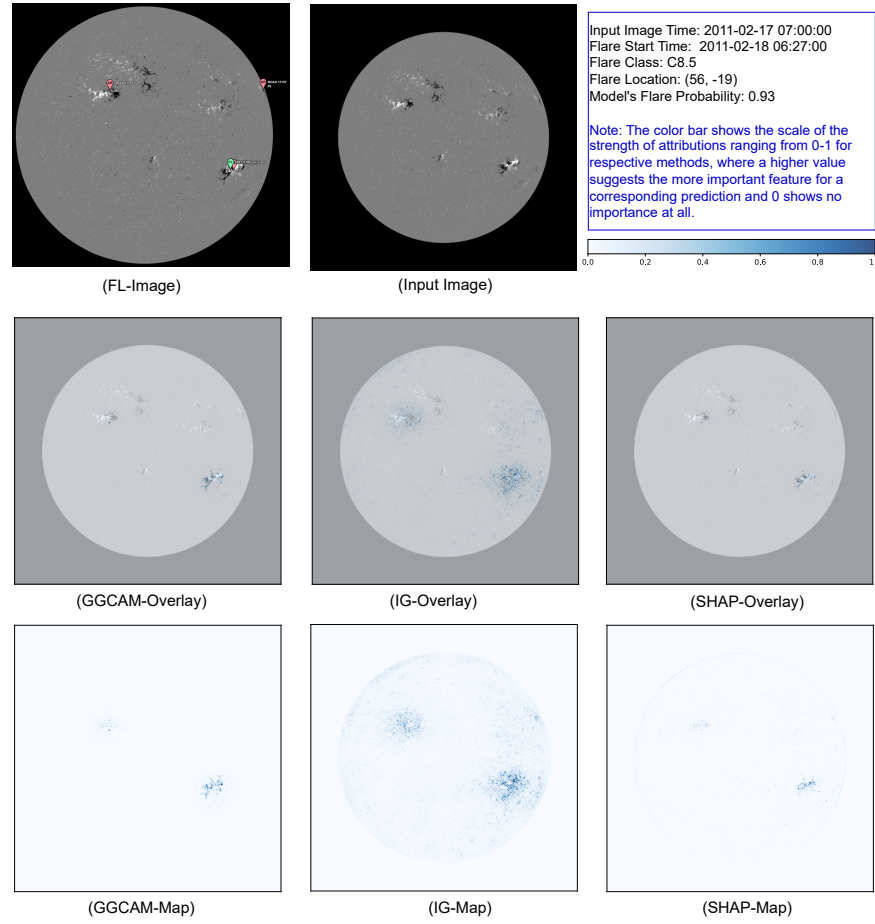 Input Image Time: 2011-02-17 07:00:00
Flare Start Time:  2011-02-18 06:27:00
Flare Class: C8.5
Flare Location: (56, -19)
Model's Flare Probability: 0.93
Note: The color bar shows the scale of the
strength of attributions ranging from 0-1 for
respective methods, where a higher value
suggests the more important feature for a
corresponding prediction and 0 shows no
importance at all.
0.0 0.2 0.4 0.6 0.8 1
(FL-Image)
(Input Image)
(GGCAM-Overlay)
(IG-Overlay)
(SHAP-Overlay)
(GGCAM-Map)
(IG-Map)
(SHAP-Map)